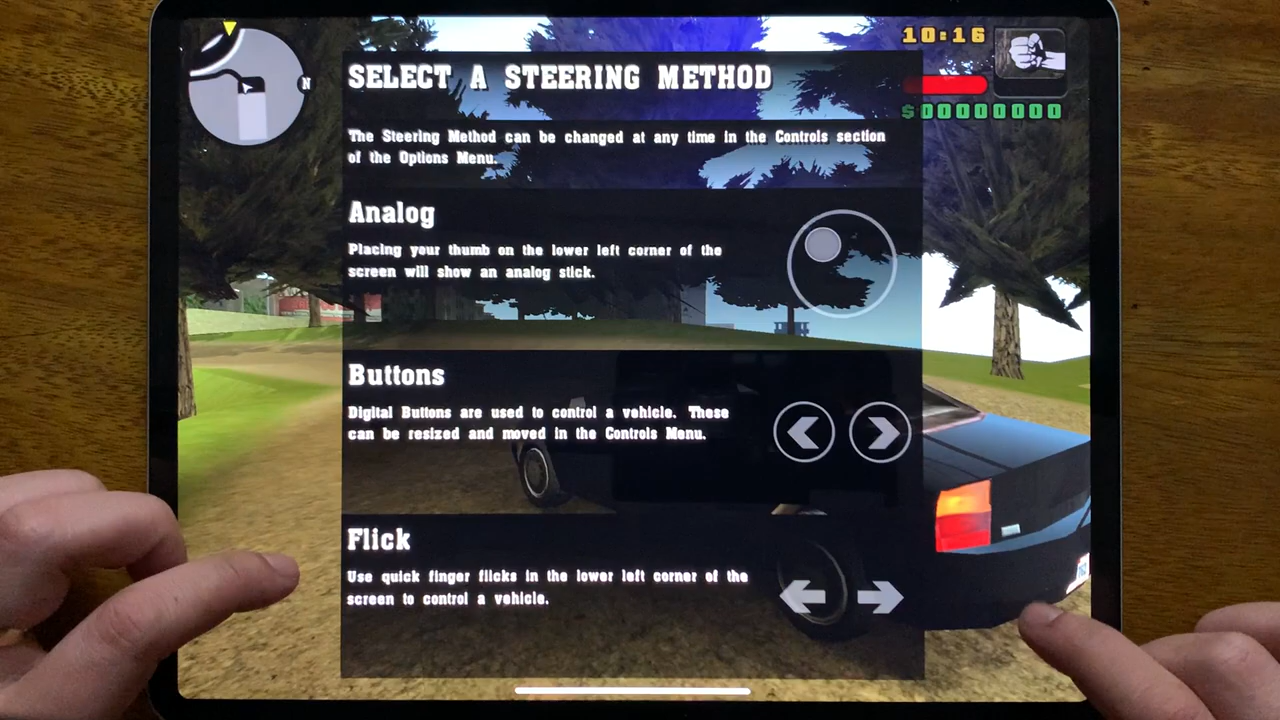 10:16
N
$00000000
SELECT A STEERING METHOD
The Steering Method can be changed at any time in the Controls section
of the Options Menu.
Analog
Placing your thumb on the lower left corner of the
screen will show an analog stick.
Buttons
Digital Buttons are used to control a vehicle. These
can be resized and moved in the Controls Menu.
Flick
Use quick finger flicks in the lower left corner of the
screen to control a vehicle.